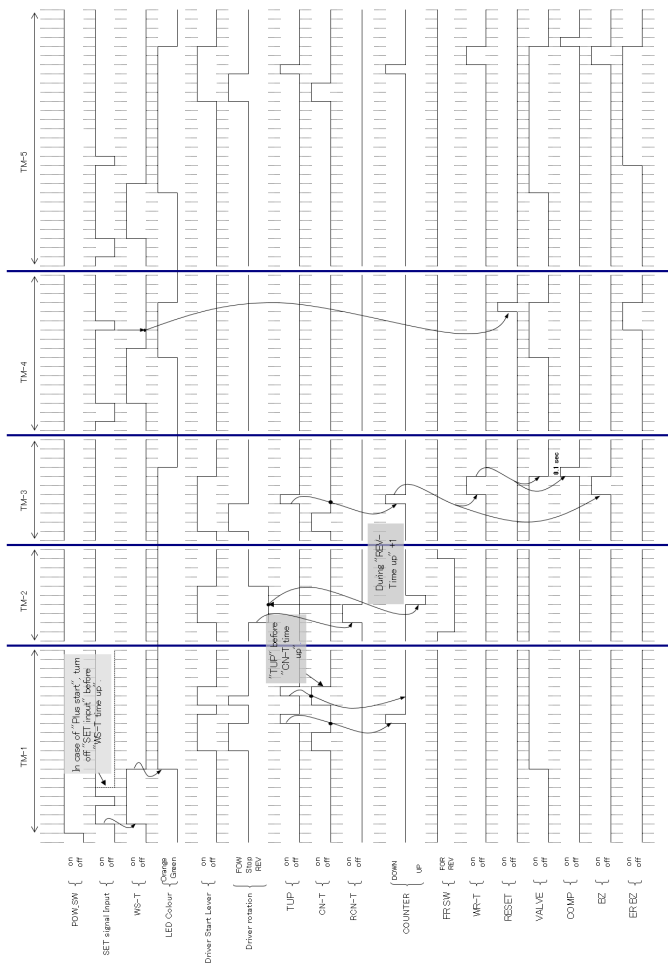 TM-1
TM-2
TM-3
TM-4
TM-5
POW_SW
on
off
SET signal Input
on
off
WS-T
on
off
LED Colour
Orange
Green
Driver Start Lever
on
off
Driver rotation
FOW
Stop
REV
TUP
on
off
CN-T
on
off
RCN-T
on
off
COUNTER
DOWN
UP
FR SW
FOR
REV
WR-T
on
off
RESET
on
off
VALVE
on
off
COMP
on
off
BZ
on
off
ER BZ
on
off
In case of "Plus start", turn
off "SET input" before
"WS-T time up".
"TUP" before
"CN-T time
up".
During "REV-
Time up" +1
0.1 sec